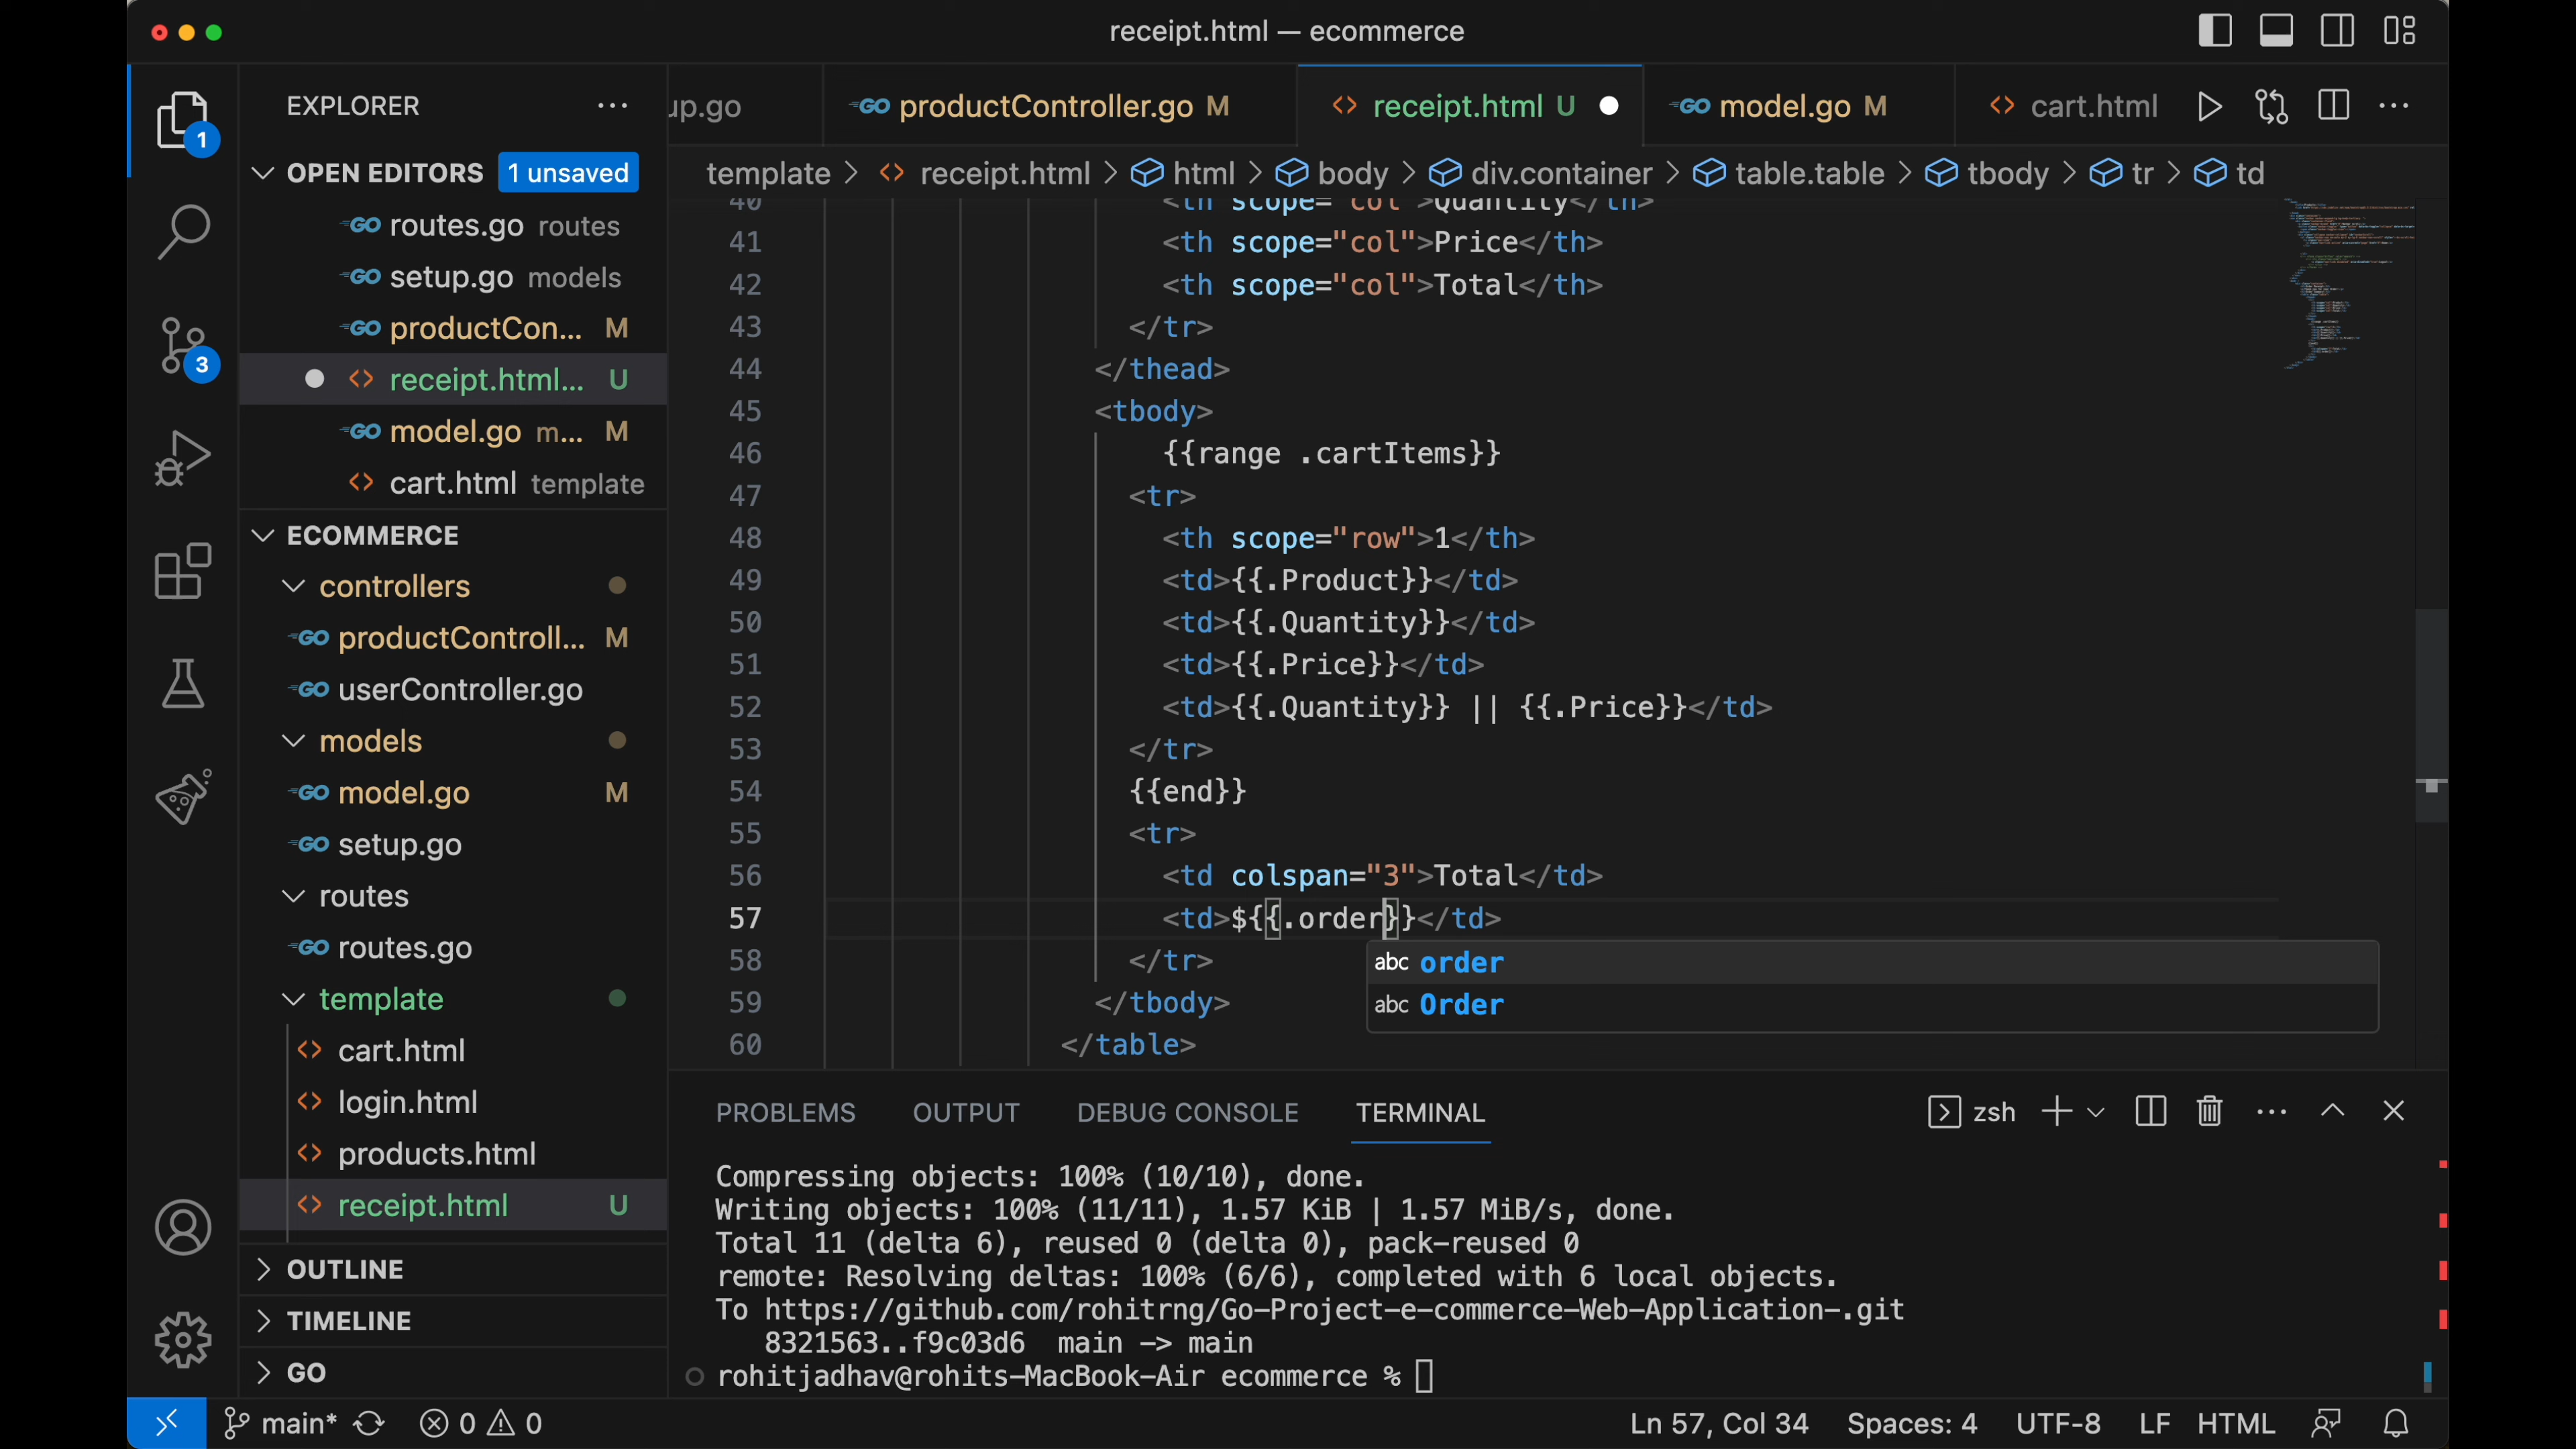 receipt.html — ecommerce
EXPLORER
1
OPEN EDITORS 1 unsaved
routes.go routes
setup.go models
productCon... M
receipt.html... U
model.go m... M
cart.html template
3
ECOMMERCE
controllers
productControll... M
userController.go
models
model.go M
setup.go
routes
routes.go
template
cart.html
login.html
products.html
receipt.html U
OUTLINE
TIMELINE
GO
up.go
GO productController.go M
receipt.html U
GO model.go M
cart.html
template > receipt.html > html > body > div.container > table.table > tbody > tr > td
40 <th scope="col">Quantity</th>
41 <th scope="col">Price</th>
42 <th scope="col">Total</th>
43 </tr>
44 </thead>
45 <tbody>
46 {{range .cartItems}}
47 <tr>
48 <th scope="row">1</th>
49 <td>{{.Product}}</td>
50 <td>{{.Quantity}}</td>
51 <td>{{.Price}}</td>
52 <td>{{.Quantity}} || {{.Price}}</td>
53 </tr>
54 {{end}}
55 <tr>
56 <td colspan="3">Total</td>
57 <td>${{.order}}</td>
58 </tr>
59 </tbody>
60 </table>
abc order
abc Order
PROBLEMS OUTPUT DEBUG CONSOLE TERMINAL
zsh
Compressing objects: 100% (10/10), done.
Writing objects: 100% (11/11), 1.57 KiB | 1.57 MiB/s, done.
Total 11 (delta 6), reused 0 (delta 0), pack-reused 0
remote: Resolving deltas: 100% (6/6), completed with 6 local objects.
To https://github.com/rohitrng/Go-Project-e-commerce-Web-Application-.git
8321563..f9c03d6 main -> main
rohitjadhav@rohits-MacBook-Air ecommerce %
main* 0 0
Ln 57, Col 34 Spaces: 4 UTF-8 LF HTML